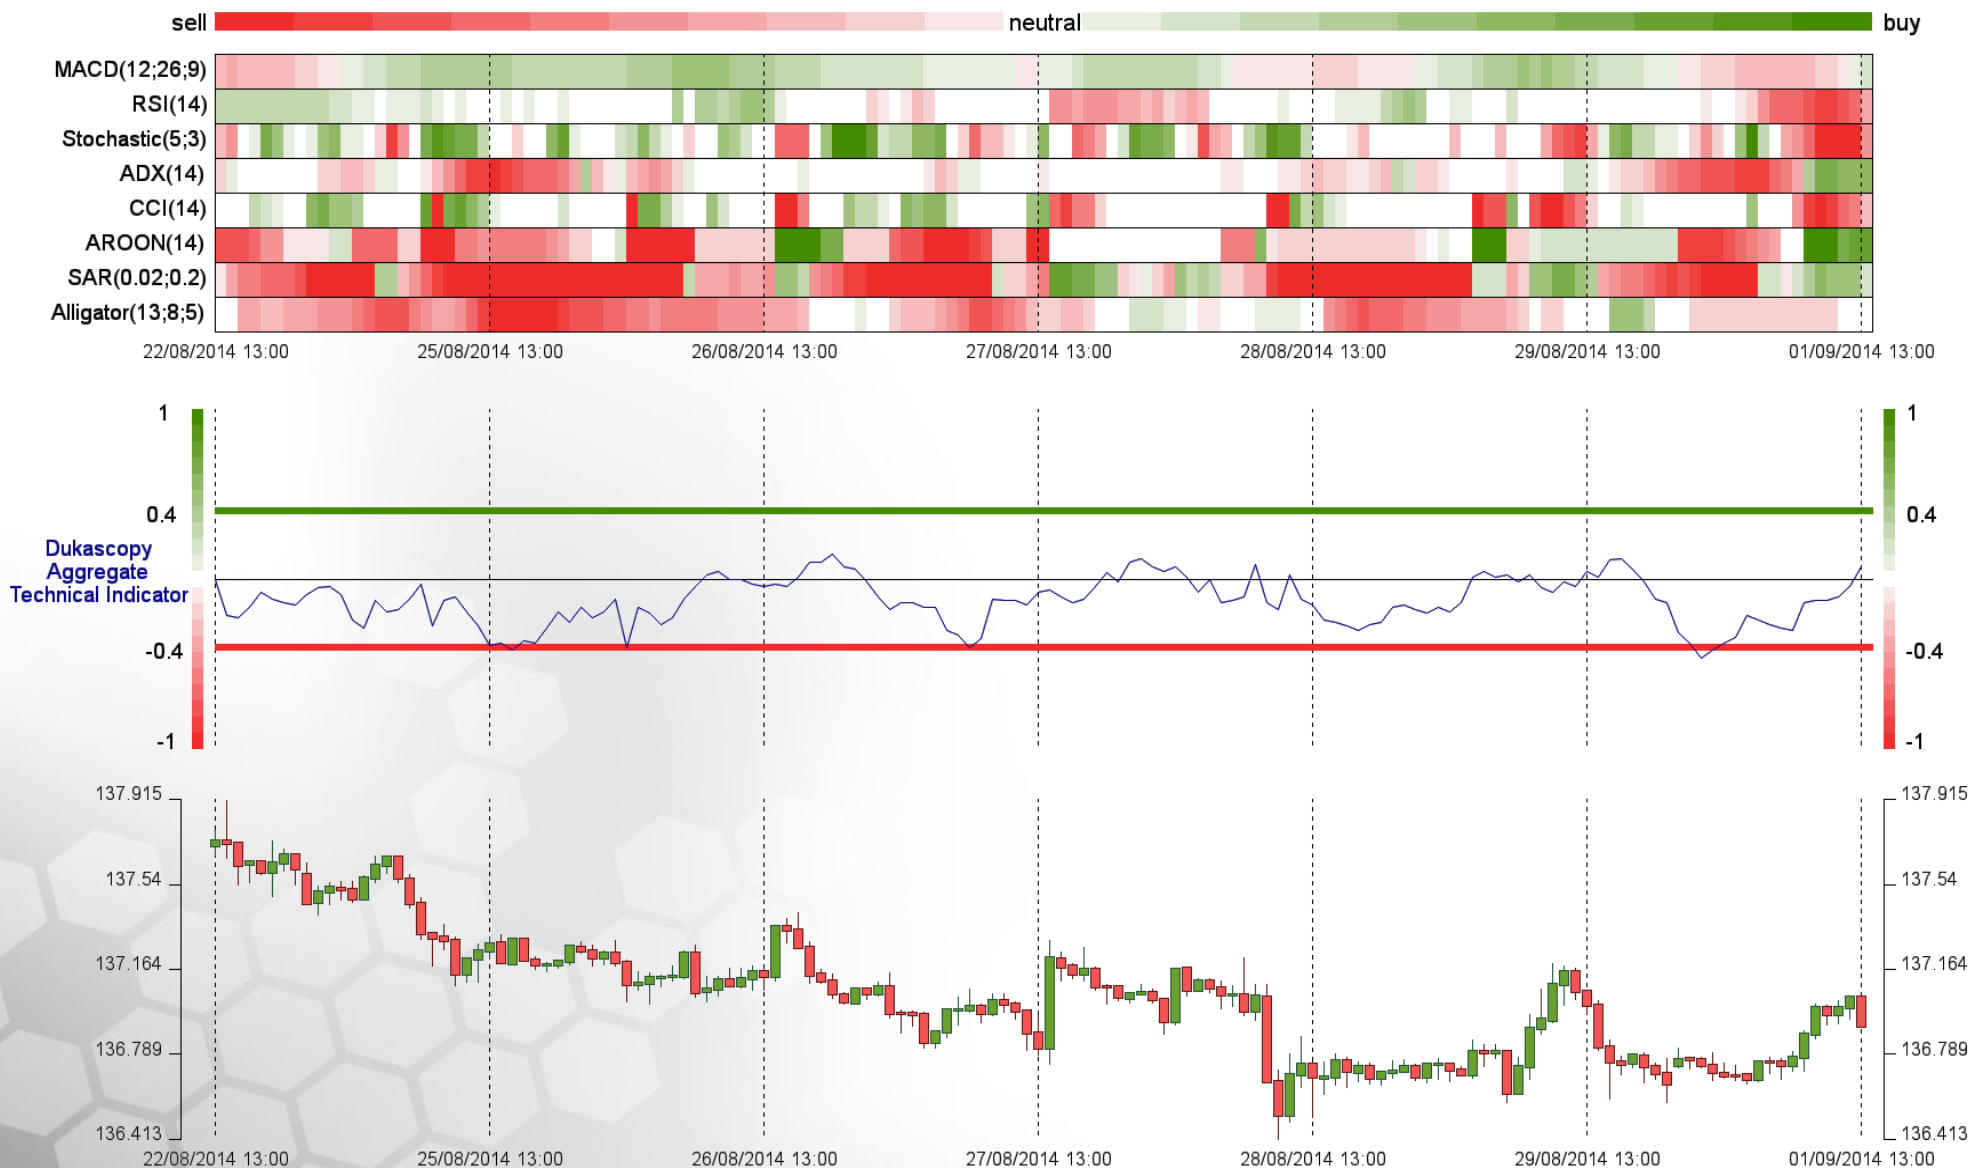 sell neutral buy
MACD(12;26;9)
RSI(14)
Stochastic(5;3)
ADX(14)
CCI(14)
AROON(14)
SAR(0.02;0.2)
Alligator(13;8;5)
22/08/2014 13:00 25/08/2014 13:00 26/08/2014 13:00 27/08/2014 13:00 28/08/2014 13:00 29/08/2014 13:00 01/09/2014 13:00
1 1
0.4 0.4
Dukascopy
Aggregate
Technical Indicator
-0.4 -0.4
-1 -1
137.915 137.915
137.54 137.54
137.164 137.164
136.789 136.789
136.413 136.413
22/08/2014 13:00 25/08/2014 13:00 26/08/2014 13:00 27/08/2014 13:00 28/08/2014 13:00 29/08/2014 13:00 01/09/2014 13:00